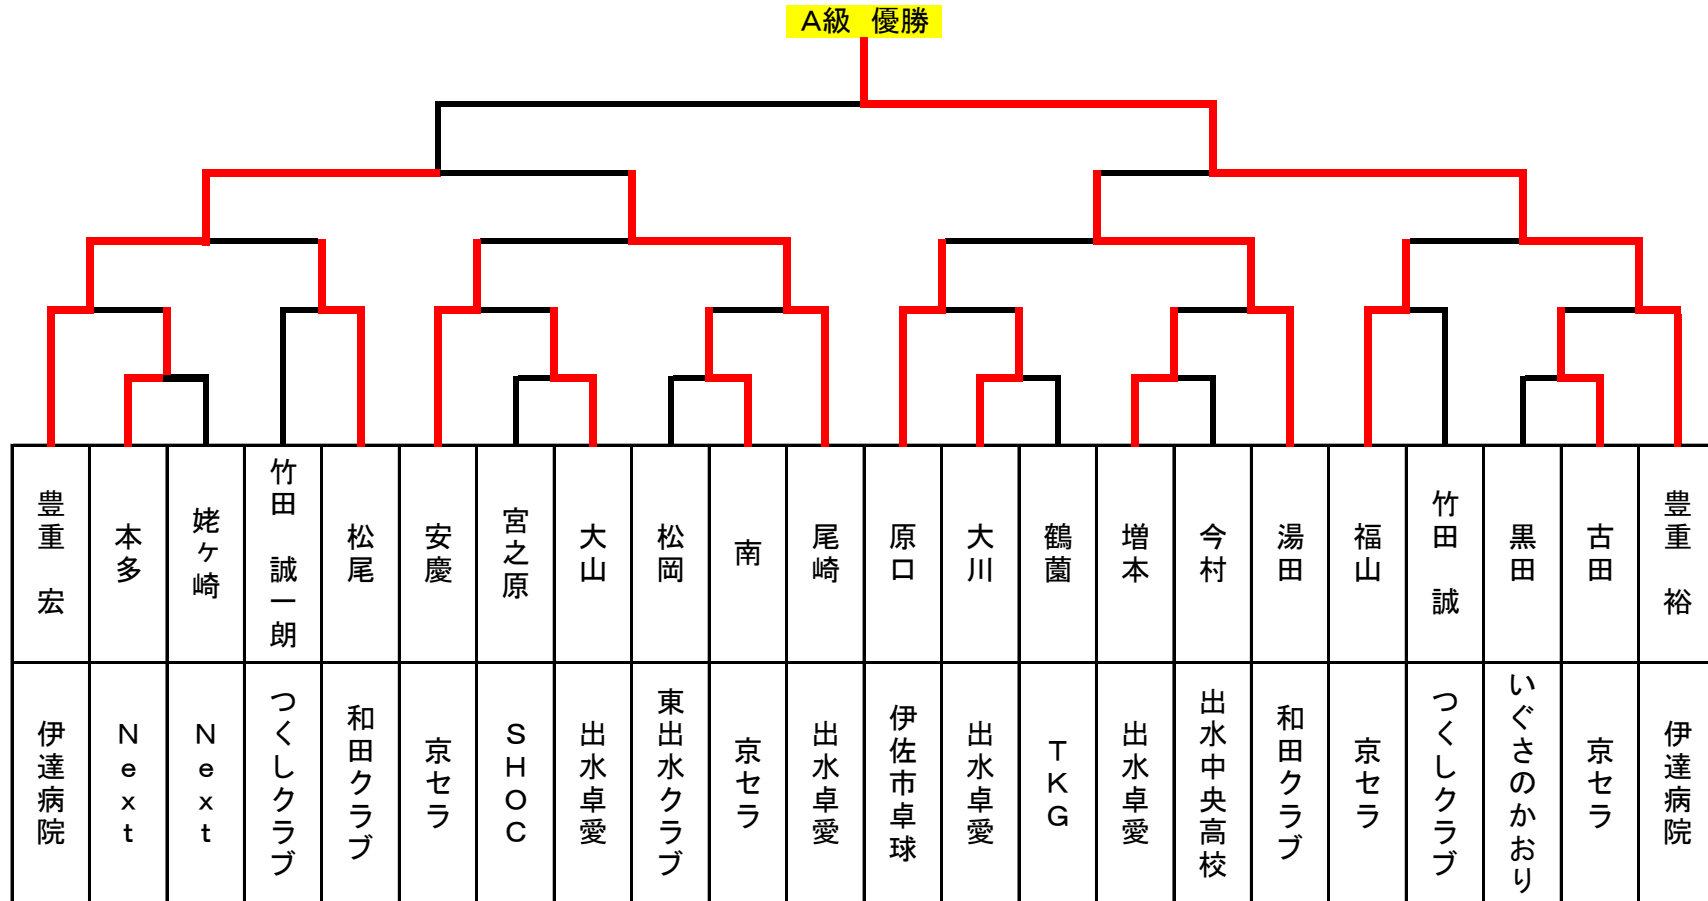 A級 優勝
豊重 宏
本多
姥ヶ崎
竹田 誠一朗
松尾
安慶
宮之原
大山
松岡
南
尾崎
原口
大川
鶴薗
増本
今村
湯田
福山
竹田 誠
黒田
古田
豊重 裕
伊達病院
Next
Next
つくしクラブ
和田クラブ
京セラ
SHOC
出水卓愛
東出水クラブ
京セラ
出水卓愛
伊佐市卓球
出水卓愛
TKG
出水卓愛
出水中央高校
和田クラブ
京セラ
つくしクラブ
いぐさのかおり
京セラ
伊達病院